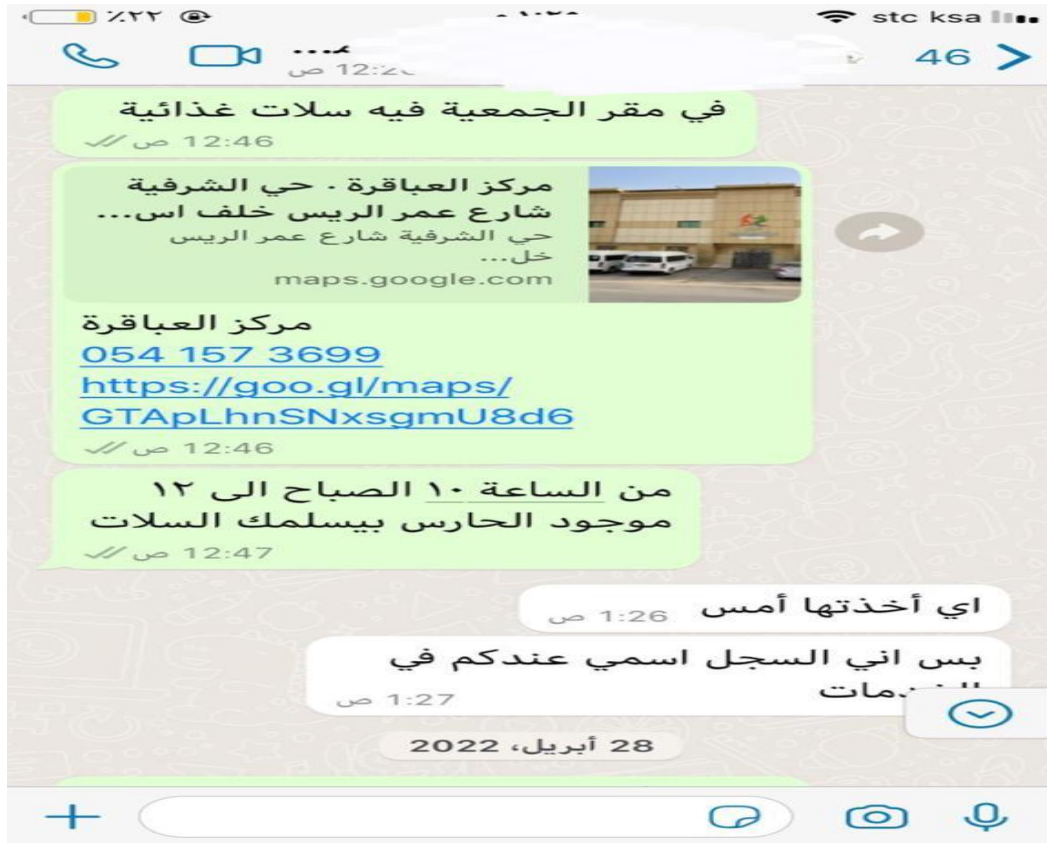 ٪٢٢
stc ksa
46
في مقر الجمعية فيه سلات غذائية
12:46 ص
مركز العباقرة . حي الشرفية
شارع عمر الريس خلف اس...
حي الشرفية شارع عمر الريس
خل...
maps.google.com
مركز العباقرة
054 157 3699
https://goo.gl/maps/
GTApLhnSNxsgmU8d6
12:46 ص
من الساعة ١٠ الصباح الى ١٢
موجود الحارس بيسلمك السلات
12:47 ص
اي أخذتها أمس 1:26 ص
بس اني السجل اسمي عندكم في
1:27 ص
28 أبريل، 2022